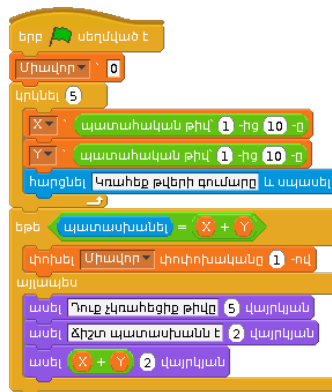 երբ սեղմված է
Միավոր ՝ 0
կրկնել 5
X ՝ պատահական թիվ՝ 1 -ից 10 -ը
Y ՝ պատահական թիվ՝ 1 -ից 10 -ը
հարցնել Կռահեք թվերի գումարը և սպասել
եթե պատասխանել = X + Y
փոխել Միավոր փոփոխականը 1 -ով
այլապես
ասել Դուք չկռահեցիք թիվը 5 վայրկյան
ասել Ճիշտ պատասխանն է 2 վայրկյան
ասել X + Y 2 վայրկյան